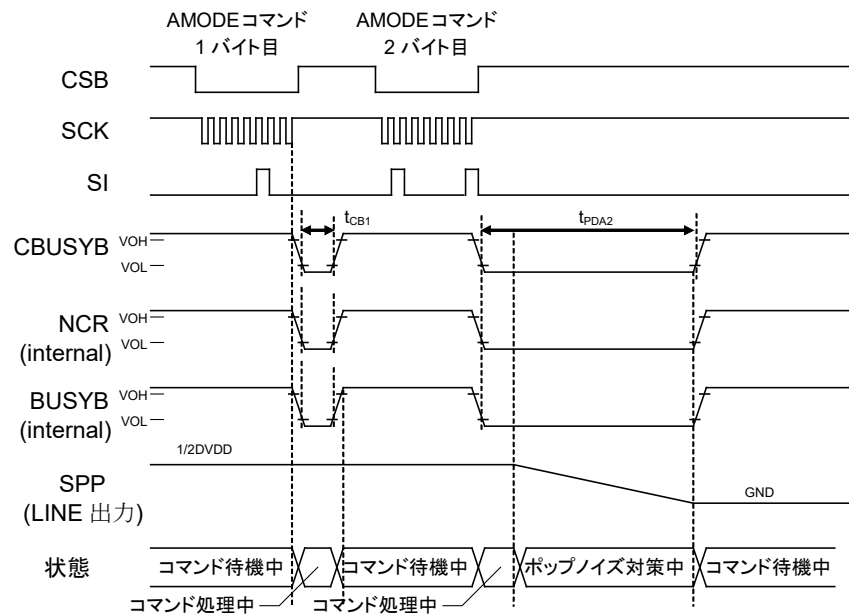 AMODEコマンド
1 バイト目
AMODEコマンド
2 バイト目
CSB
SCK
SI
tCB1
tPDA2
CBUSYB
VOH
VOL
NCR
(internal)
VOH
VOL
BUSYB
(internal)
VOH
VOL
1/2DVDD
SPP
(LINE 出力)
GND
状態
コマンド待機中
コマンド待機中
ポップノイズ対策中
コマンド待機中
コマンド処理中
コマンド処理中